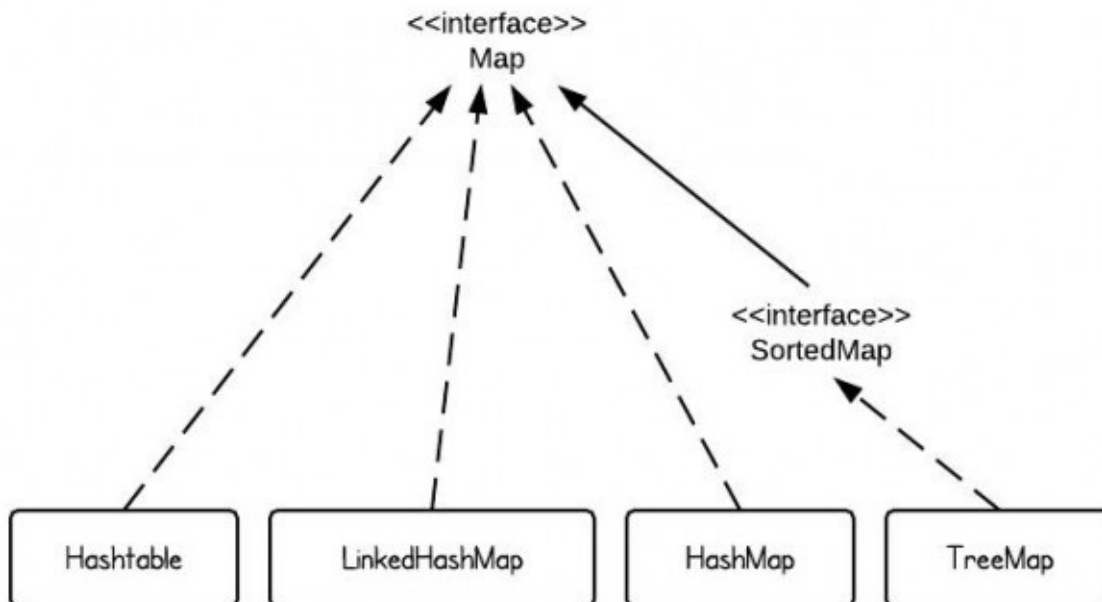 <<interface>>
Map
<<interface>>
SortedMap
Hashtable
LinkedHashMap
HashMap
TreeMap